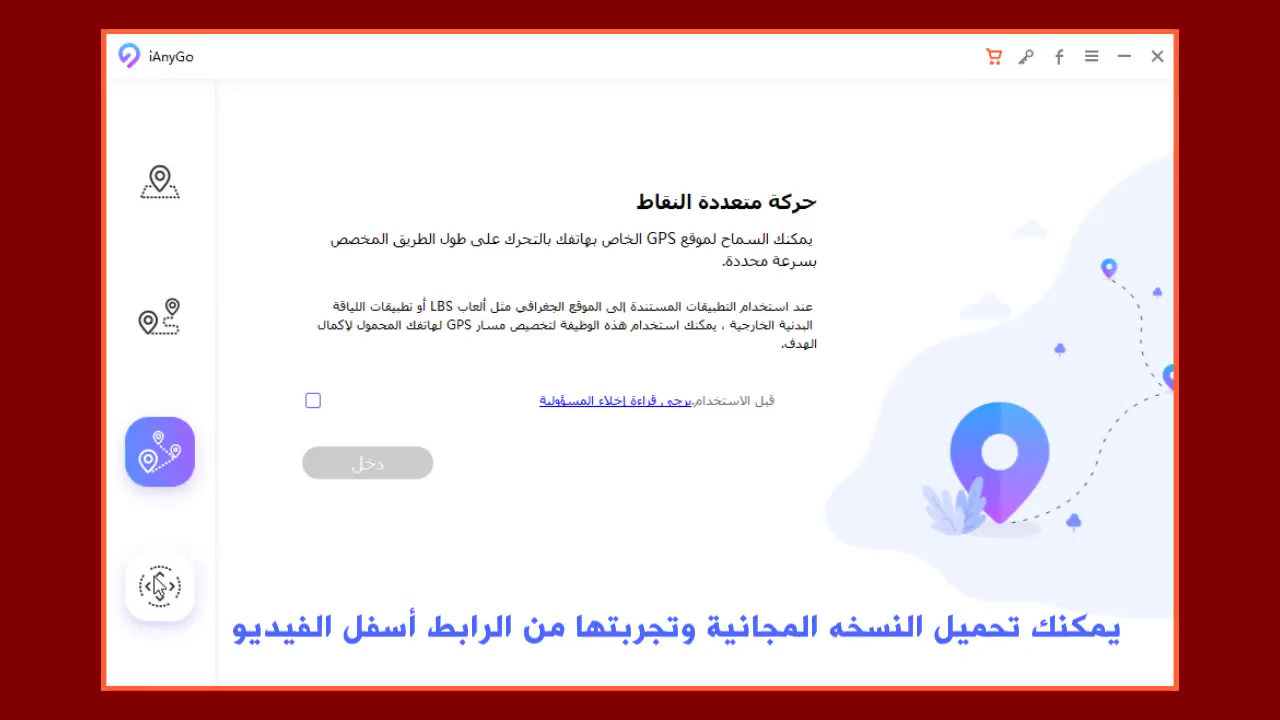 iAnyGo
حركة متعددة النقاط
يمكنك السماح لموقع GPS الخاص بهاتفك بالتحرك على طول الطريق المخصص
بسرعة محددة.
عند استخدام التطبيقات المستندة إلى الموقع الجغرافي مثل ألعاب LBS أو تطبيقات اللياقة
البدنية الخارجية ، يمكنك استخدام هذه الوظيفة لتخصيص مسار GPS لهاتفك المحمول لإكمال
الهدف.
قبل الاستخدام،يرجى قراءة إخلاء المسؤولية
دخل
يمكنك تحميل النسخه المجانية وتجربتها من الرابط أسفل الفيديو